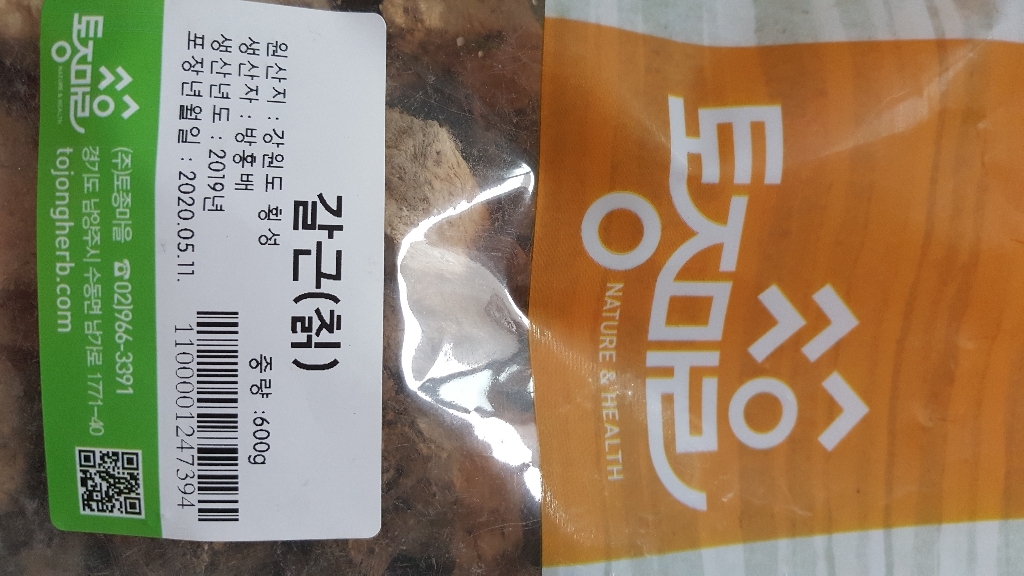 갈근(칡)
원산지 : 강원도 횡성
생산자 : 방홍배
생산년도 : 2019년
포장년월일 : 2020.05.11.
중량 : 600g
1100001247394
토종마을
NATURE & HEALTH
(주)토종마을 ☎02)966-3391
경기도 남양주시 수동면 남가로 1771-40
tojongherb.com
토종마을
NATURE & HEALTH